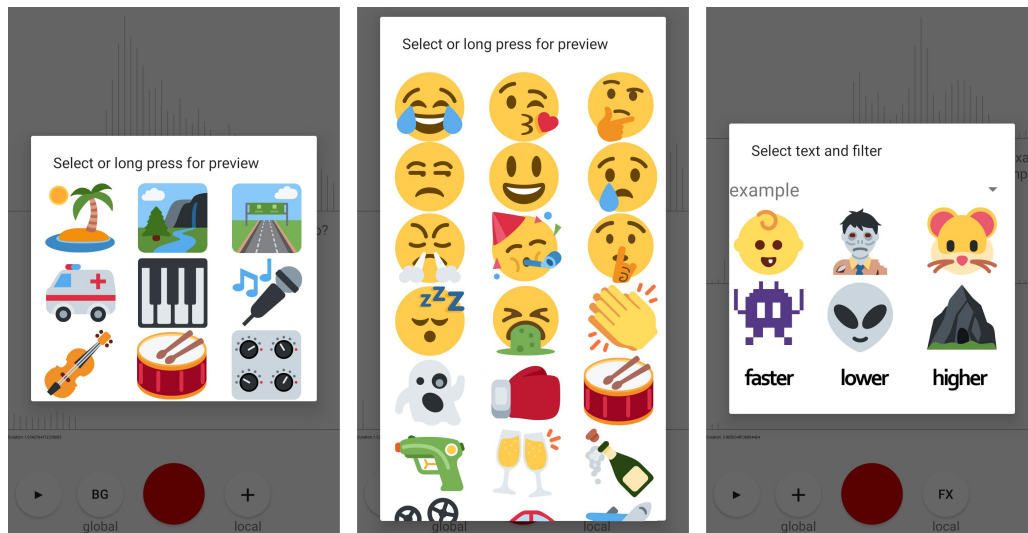 Select or long press for preview
o?
BG
global
local
Select or long press for preview
zzZ
global
local
Select text and filter
example
faster
lower
higher
FX
global
local